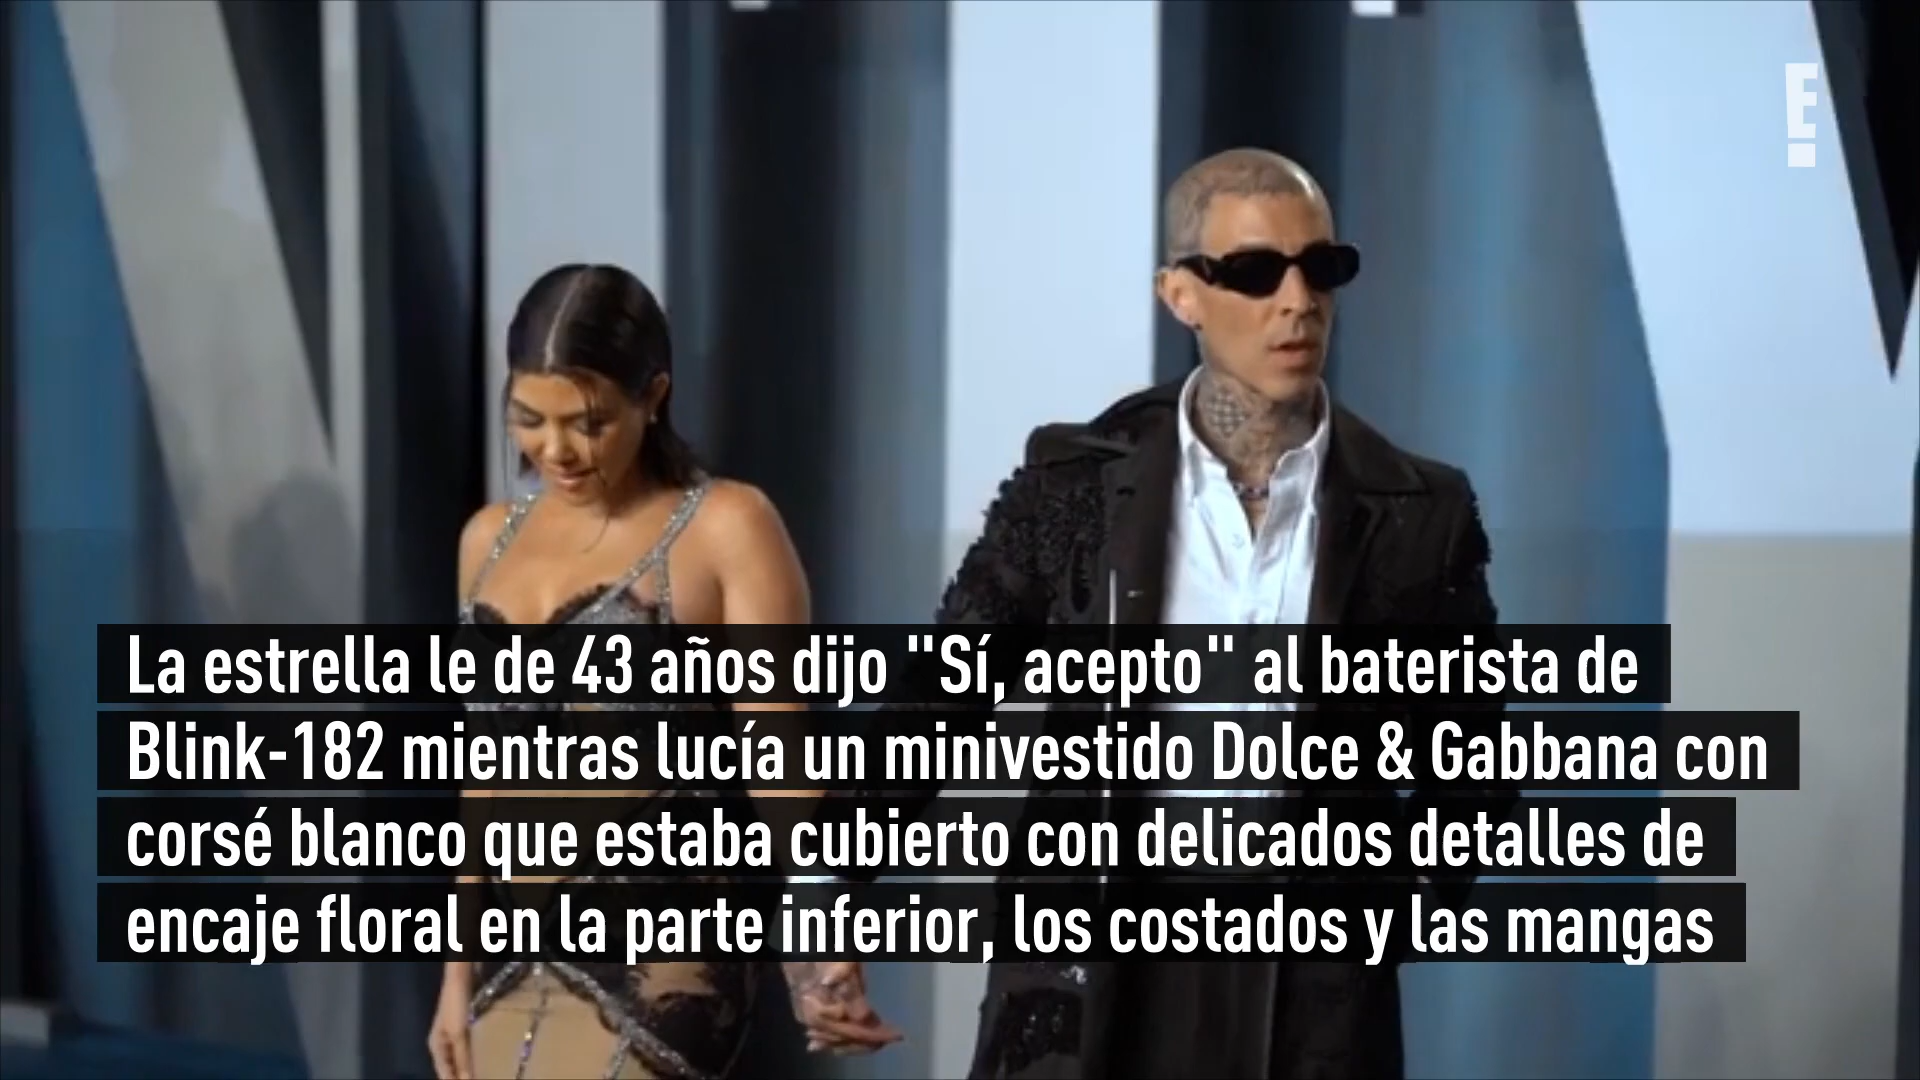 E!
La estrella le de 43 años dijo "Sí, acepto" al baterista de
Blink-182 mientras lucía un minivestido Dolce & Gabbana con
corsé blanco que estaba cubierto con delicados detalles de
encaje floral en la parte inferior, los costados y las mangas